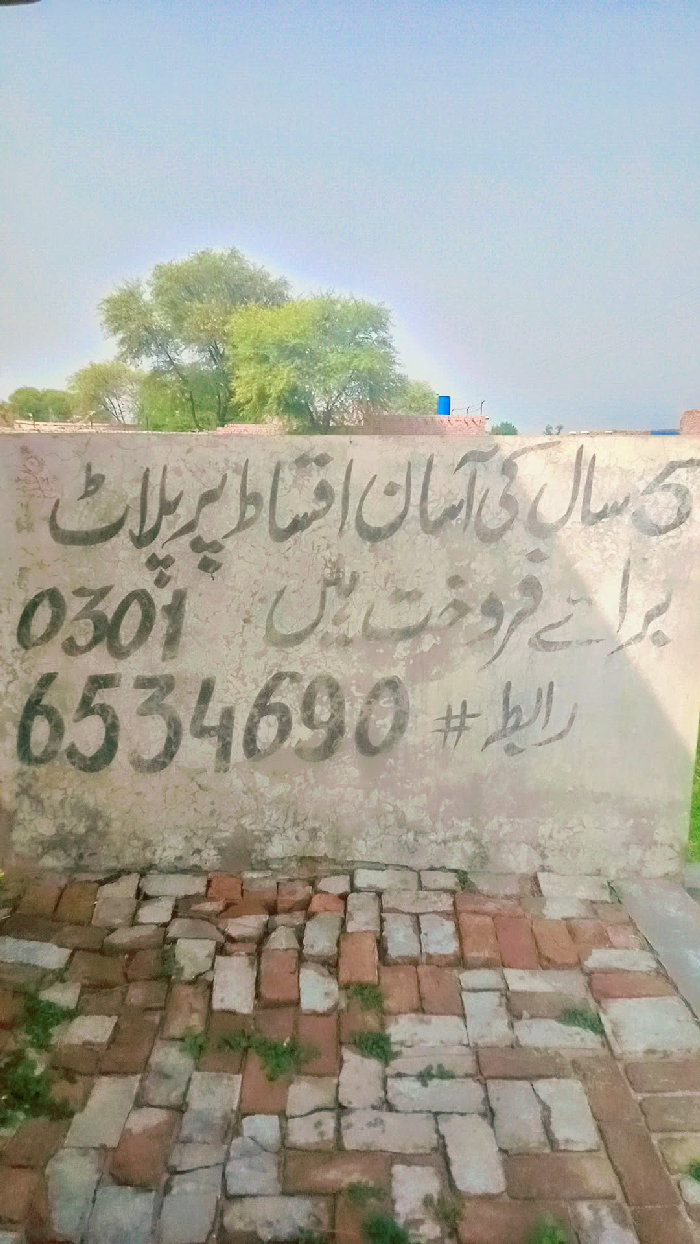 5 سال کی آسان اقساط پر پلاٹ
برائے فروخت ہیں
رابطہ # 0301 6534690